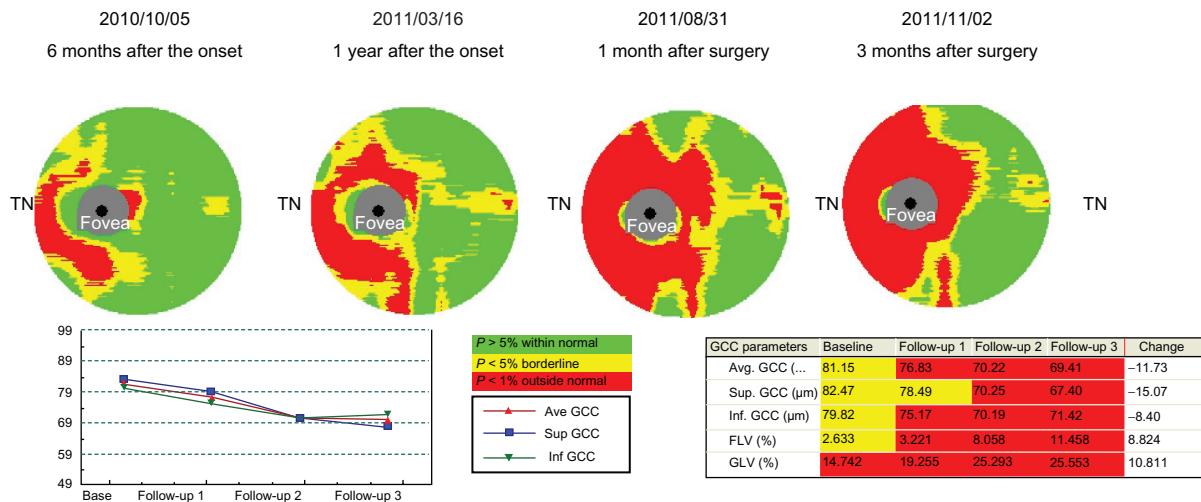 2010/10/05
2011/03/16
2011/08/31
2011/11/02
6 months after the onset
1 year after the onset
1 month after surgery
3 months after surgery
TN
Fovea
TN
Fovea
TN
Fovea
TN
Fovea
TN
99
89
79
69
59
49
Base Follow-up 1 Follow-up 2 Follow-up 3
P > 5% within normal
P < 5% borderline
P < 1% outside normal
Ave GCC
Sup GCC
Inf GCC
GCC parameters Baseline Follow-up 1 Follow-up 2 Follow-up 3 Change
Avg. GCC (... 81.15 76.83 70.22 69.41 –11.73
Sup. GCC (µm) 82.47 78.49 70.25 67.40 –15.07
Inf. GCC (µm) 79.82 75.17 70.19 71.42 –8.40
FLV (%) 2.633 3.221 8.058 11.458 8.824
GLV (%) 14.742 19.255 25.293 25.553 10.811